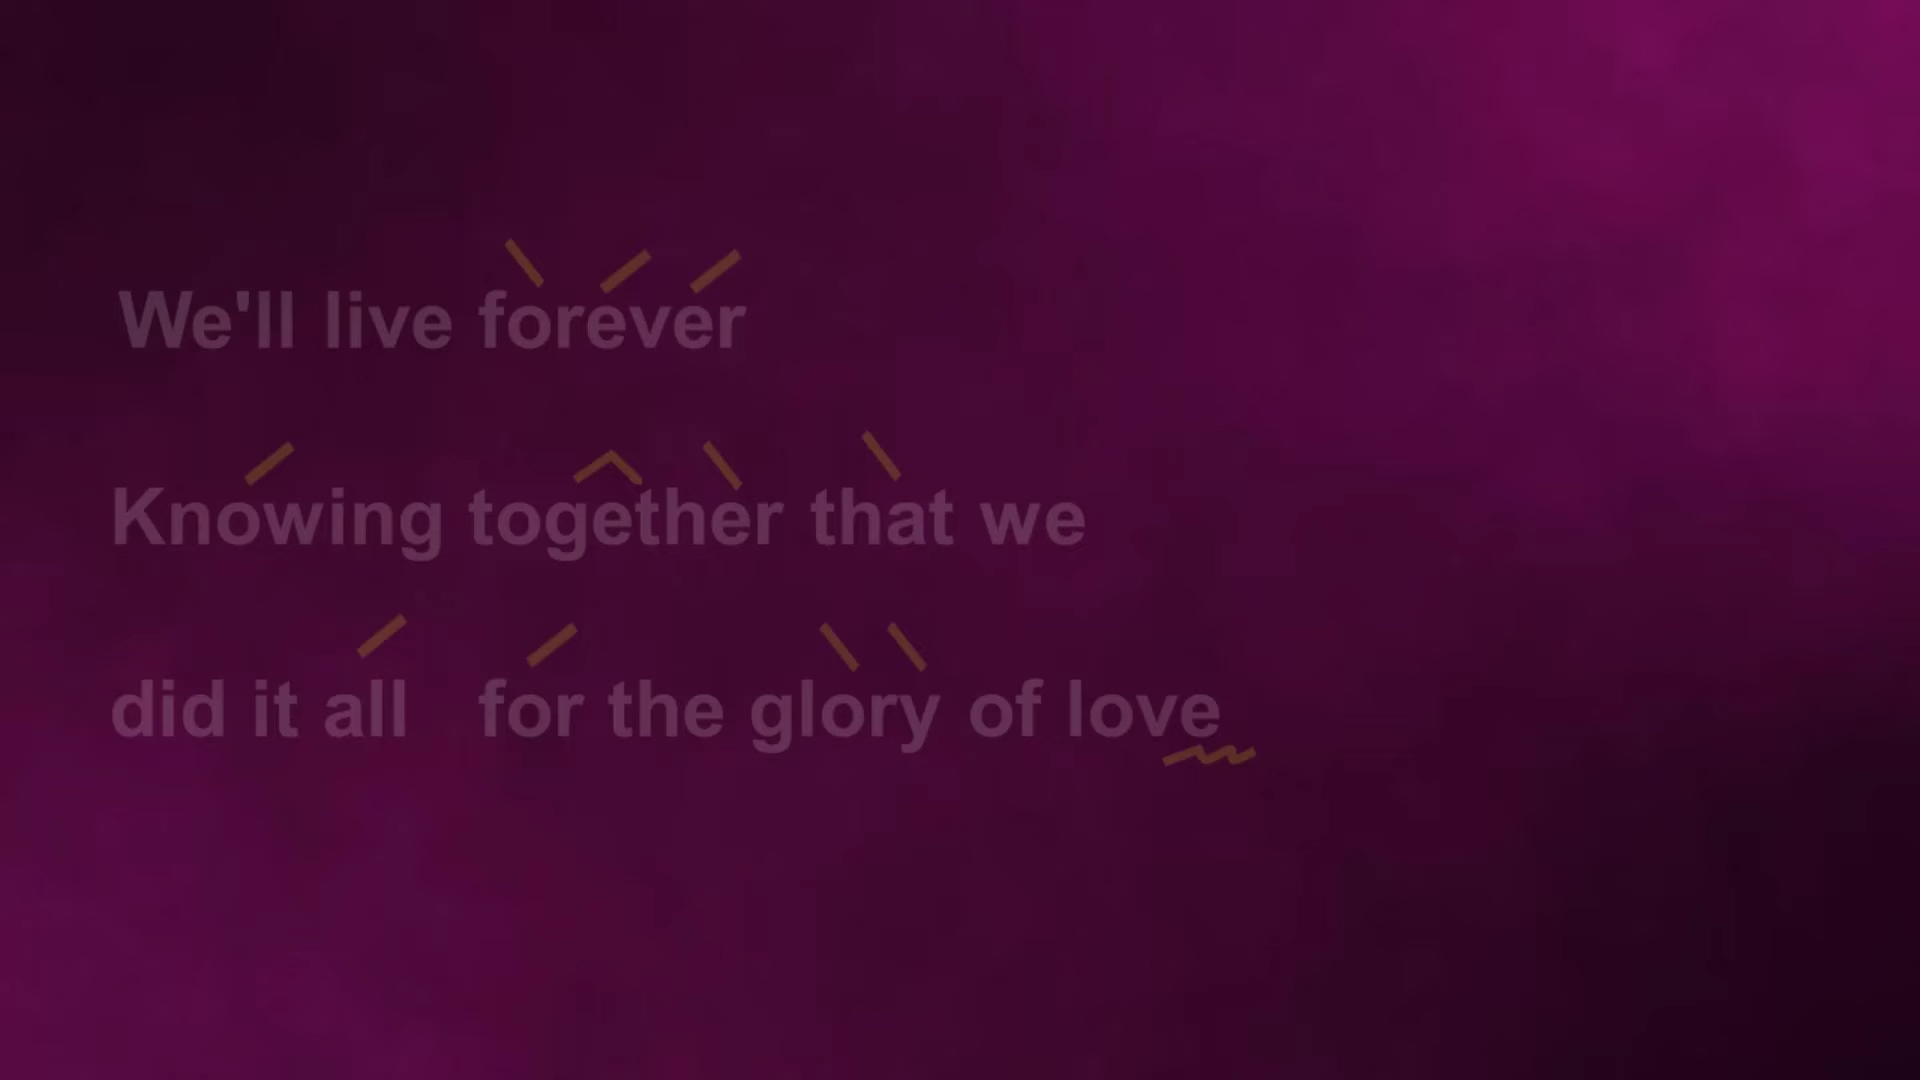 We'll live forever
Knowing together that we
did it all for the glory of love